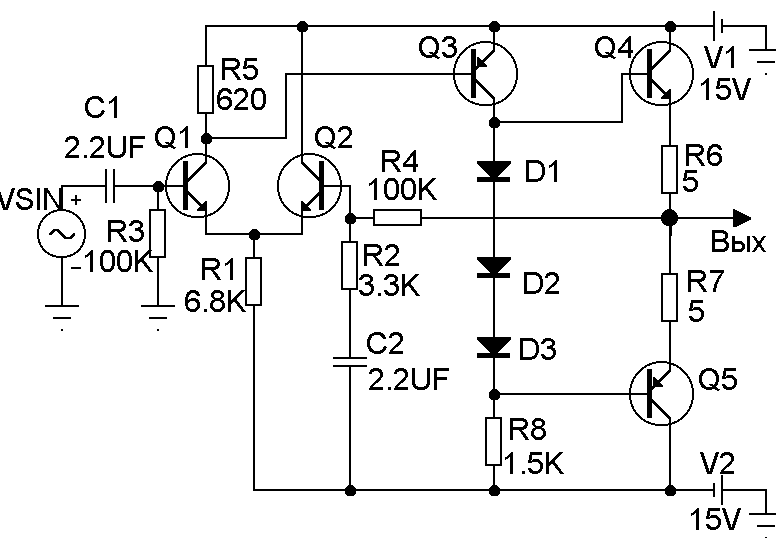 Q3
Q4
V1
15V
R5
620
C1
2.2UF
Q1
Q2
R4
100K
D1
R6
5
VSIN
+
−
R3
100K
Вых
R1
6.8K
R2
3.3K
D2
R7
5
C2
2.2UF
D3
Q5
R8
1.5K
V2
15V